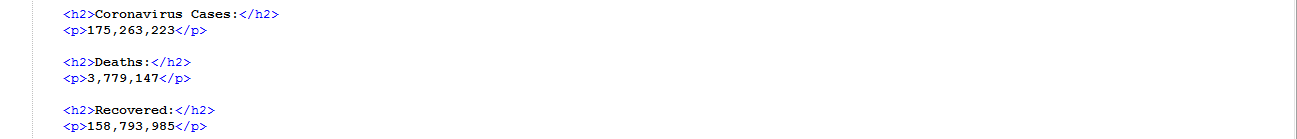 <h2>Coronavirus Cases:</h2>
<p>175,263,223</p>
<h2>Deaths:</h2>
<p>3,779,147</p>
<h2>Recovered:</h2>
<p>158,793,985</p>